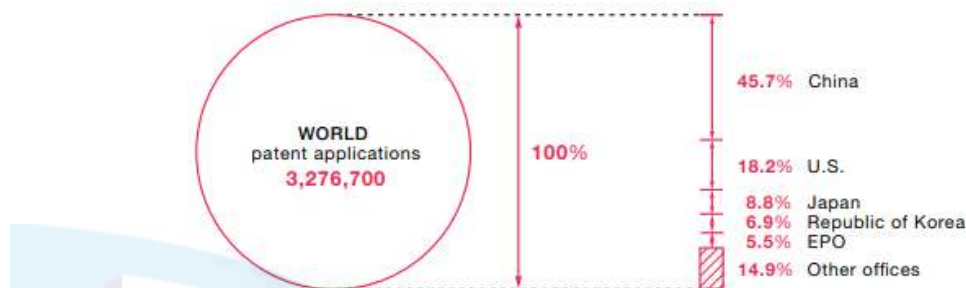 WORLD
patent applications
3,276,700
100%
45.7% China
18.2% U.S.
8.8% Japan
6.9% Republic of Korea
5.5% EPO
14.9% Other offices